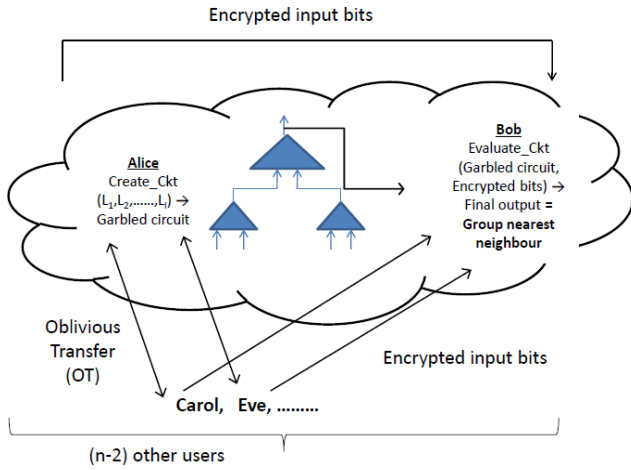 Encrypted input bits
Alice
Create_Ckt
(L1,L2,......,Ll) →
Garbled circuit
Bob
Evaluate_Ckt
(Garbled circuit,
Encrypted bits) →
Final output =
Group nearest
neighbour
Oblivious
Transfer
(OT)
Encrypted input bits
Carol, Eve, .........
(n-2) other users